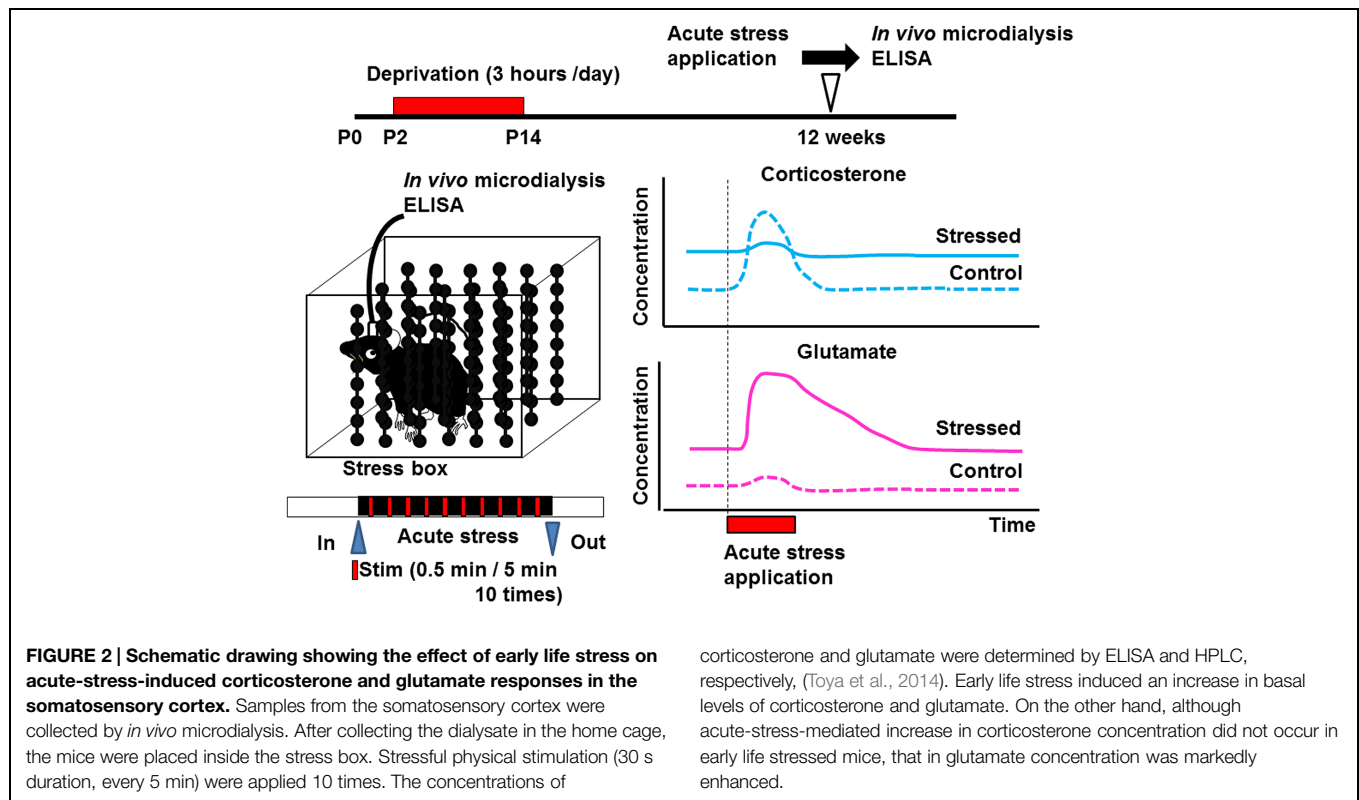 Acute stress
application
In vivo microdialysis
ELISA
Deprivation (3 hours /day)
P0 P2 P14 12 weeks
In vivo microdialysis
ELISA
Stress box
In Acute stress Out
Stim (0.5 min / 5 min
10 times)
Corticosterone
Concentration
Stressed
Control
Glutamate
Concentration
Stressed
Control
Time
Acute stress
application
FIGURE 2 | Schematic drawing showing the effect of early life stress on
acute-stress-induced corticosterone and glutamate responses in the
somatosensory cortex. Samples from the somatosensory cortex were
collected by in vivo microdialysis. After collecting the dialysate in the home cage,
the mice were placed inside the stress box. Stressful physical stimulation (30 s
duration, every 5 min) were applied 10 times. The concentrations of
corticosterone and glutamate were determined by ELISA and HPLC,
respectively, (Toya et al., 2014). Early life stress induced an increase in basal
levels of corticosterone and glutamate. On the other hand, although
acute-stress-mediated increase in corticosterone concentration did not occur in
early life stressed mice, that in glutamate concentration was markedly
enhanced.